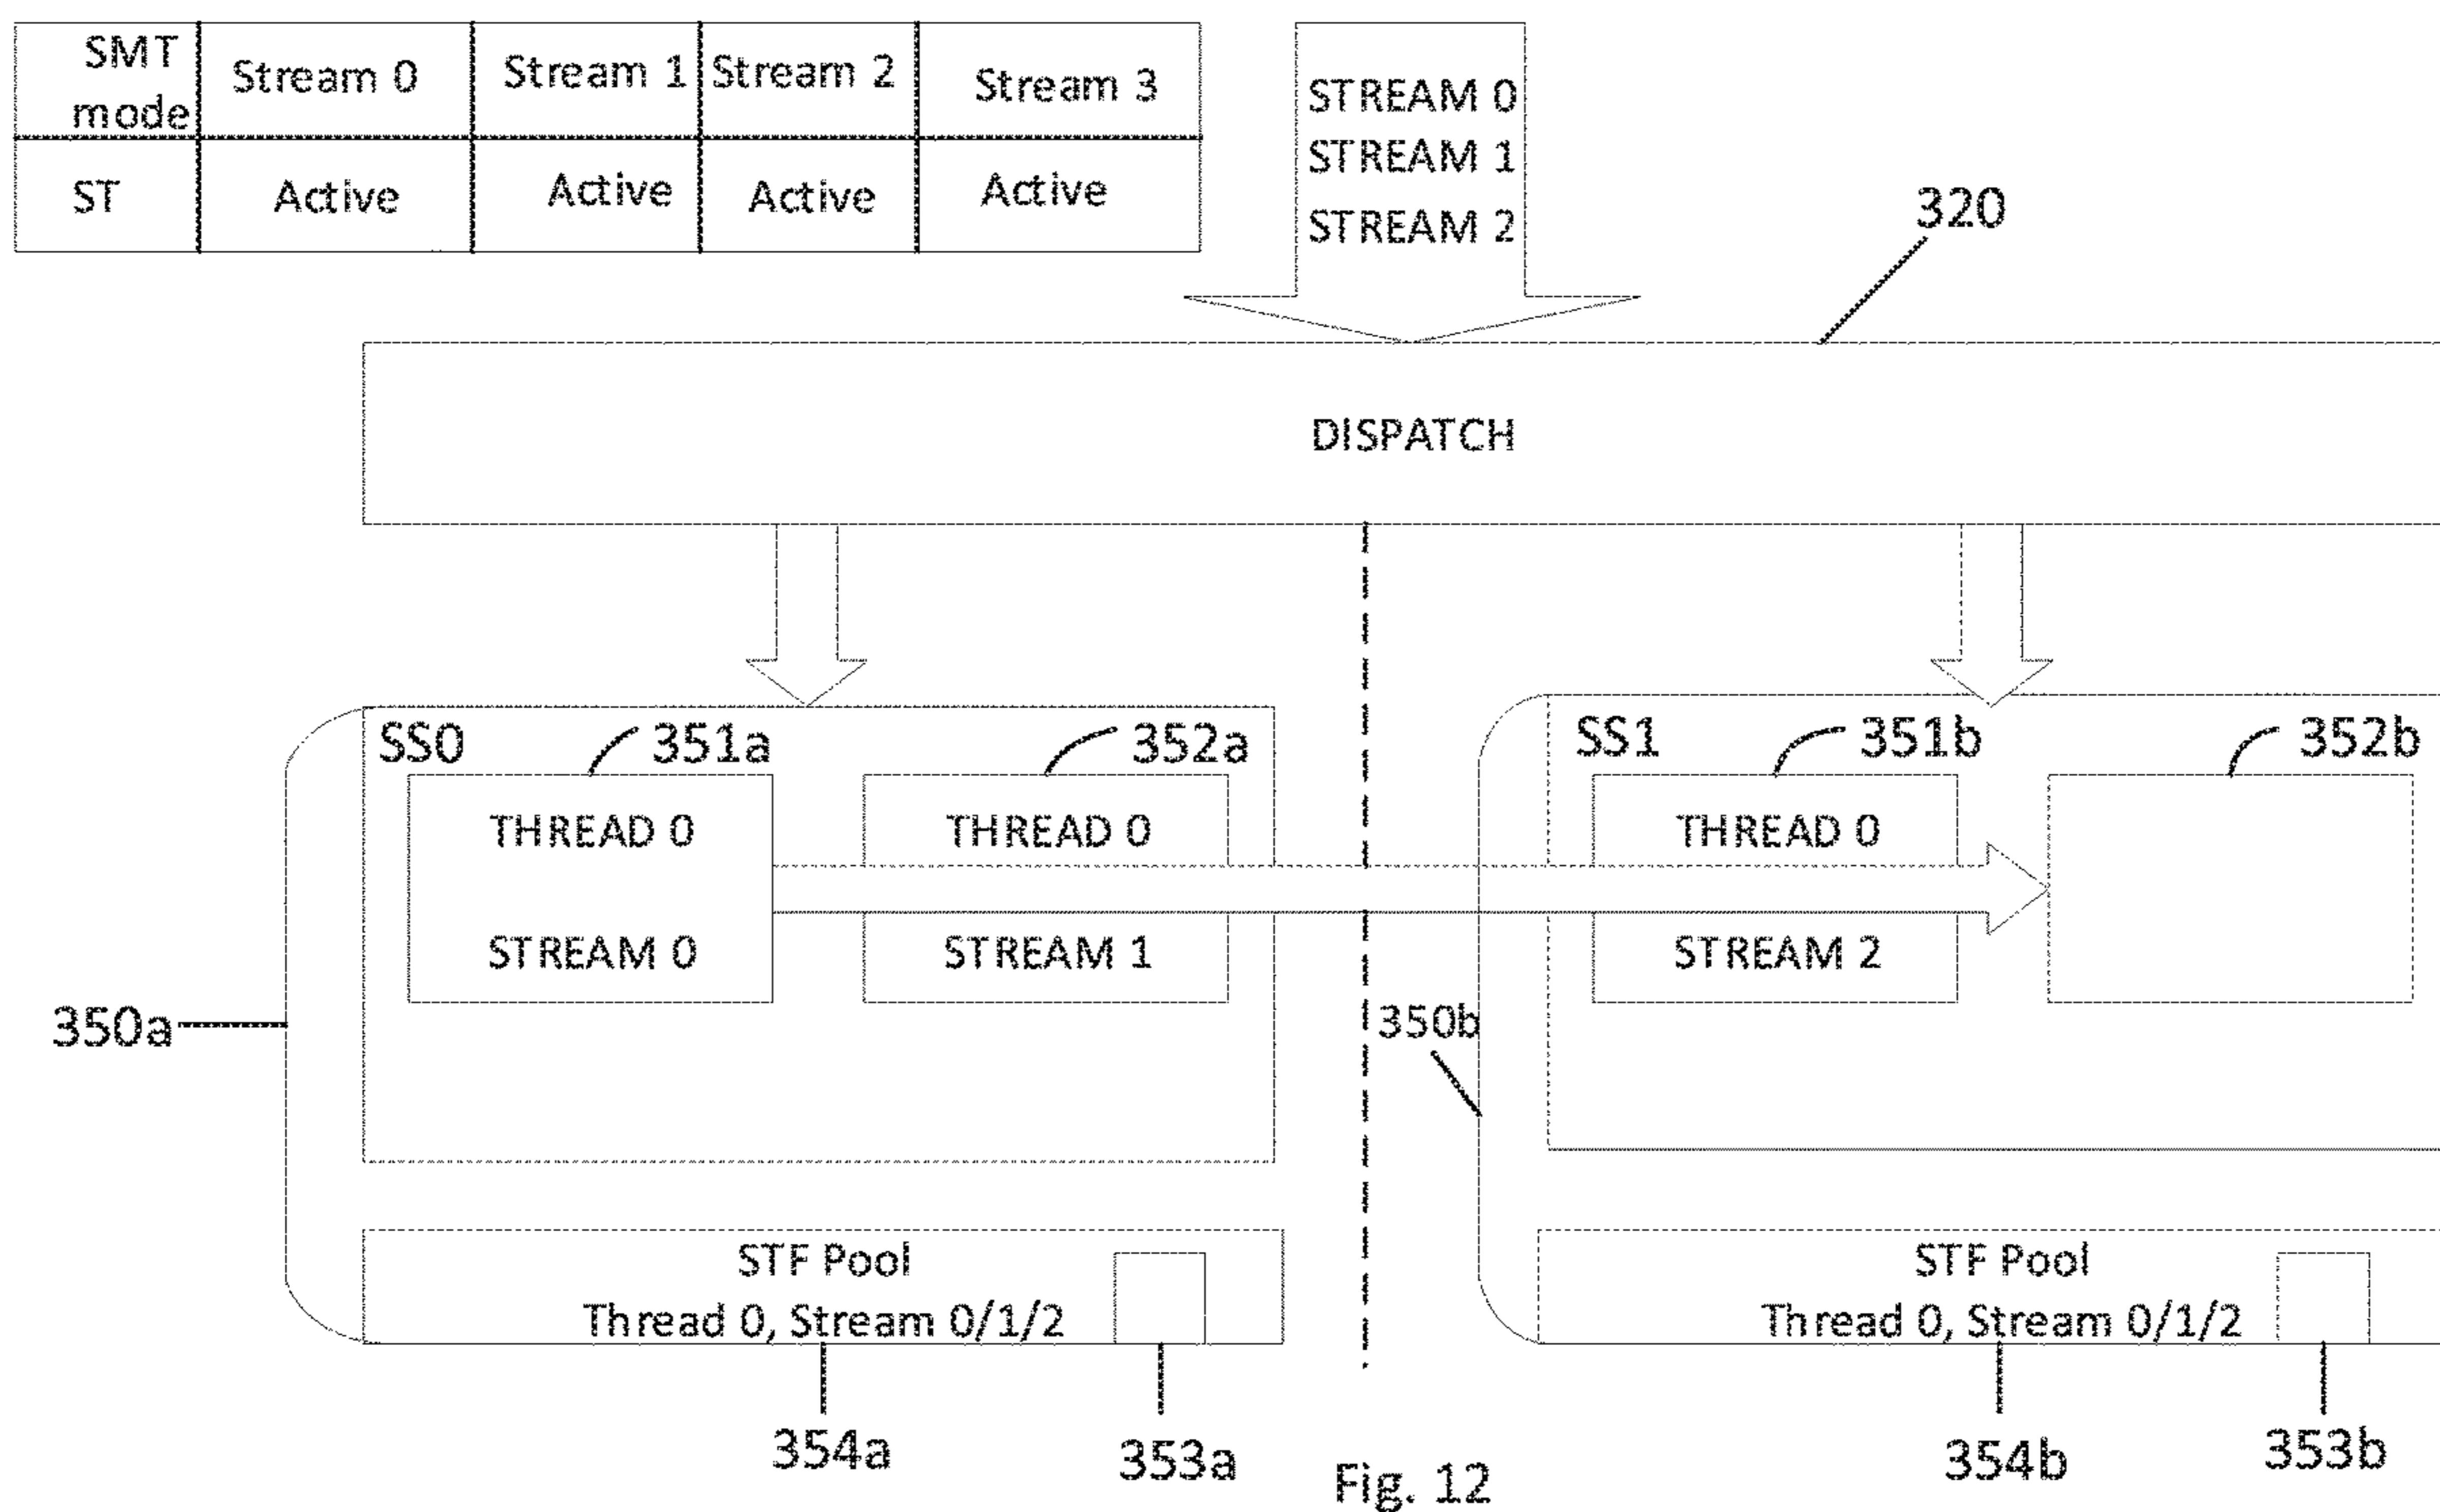 SMT mode Stream 0 Stream 1 Stream 2 Stream 3
ST Active Active Active Active
STREAM 0
STREAM 1
STREAM 2
320
DISPATCH
SS0 351a 352a
THREAD 0 THREAD 0
STREAM 0 STREAM 1
350a
SS1 351b 352b
THREAD 0
STREAM 2
350b
STF Pool
Thread 0, Stream 0/1/2
354a 353a
STF Pool
Thread 0, Stream 0/1/2
354b 353b
Fig. 12